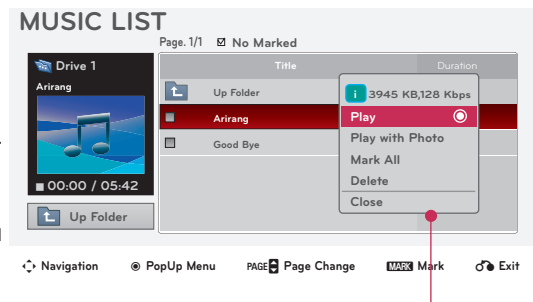 MUSIC LIST
Page. 1/1 No Marked
Drive 1
Arirang
00:00 / 05:42
Up Folder
Title Duration
Up Folder
Arirang
Good Bye
i 3945 KB,128 Kbps
Play
Play with Photo
Mark All
Delete
Close
Navigation PopUp Menu PAGE Page Change MARK Mark Exit